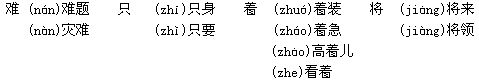 难 (nán)难题 只 (zhī)只身 着 (zhuó)着装 将 (jiāng)将来
(nàn)灾难 (zhǐ)只要 (zháo)着急 (jiàng)将领
(zhāo)高着儿
(zhe)看着